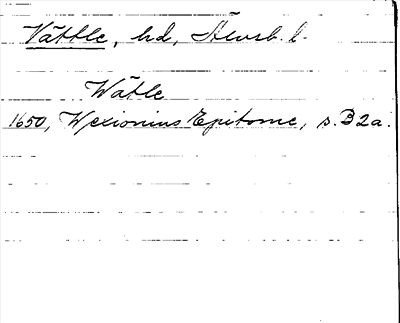 Vättle, hd, Älvsb. l.
Wätle
1650, Wexionius Epitome, s. B2a.